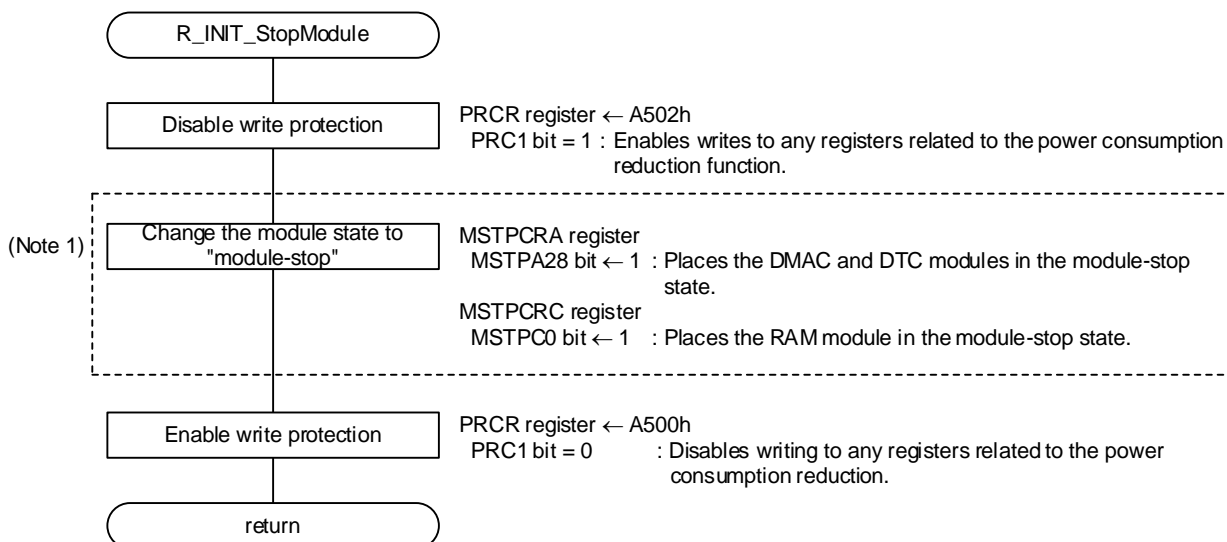 R_INIT_StopModule
Disable write protection
PRCR register ← A502h
PRC1 bit = 1 : Enables writes to any registers related to the power consumption
reduction function.
(Note 1)
Change the module state to
"module-stop"
MSTPCRA register
MSTPA28 bit ← 1 : Places the DMAC and DTC modules in the module-stop
state.
MSTPCRC register
MSTPC0 bit ← 1 : Places the RAM module in the module-stop state.
Enable write protection
PRCR register ← A500h
PRC1 bit = 0 : Disables writing to any registers related to the power
consumption reduction.
return